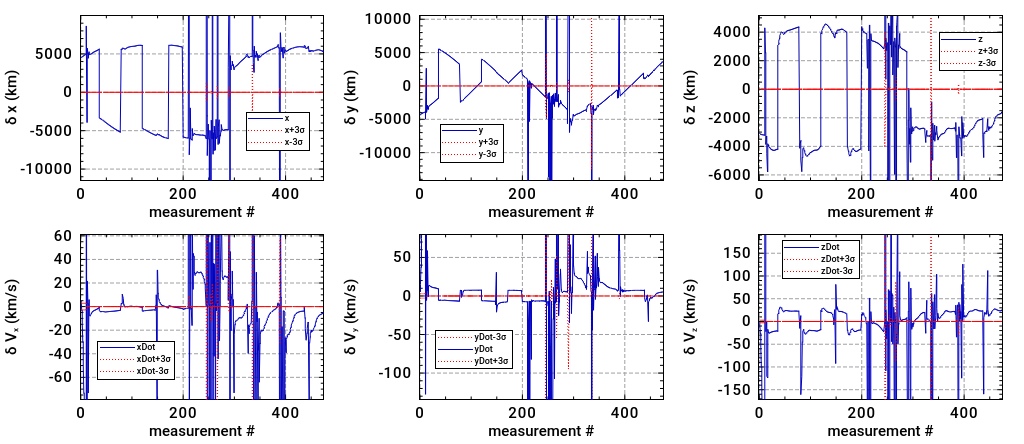 δ x (km)
5000
0
-5000
-10000
x
x+3σ
x-3σ
0 200 400
measurement #
δ y (km)
10000
5000
0
-5000
-10000
y
y+3σ
y-3σ
0 200 400
measurement #
δ z (km)
4000
2000
0
-2000
-4000
-6000
z
z+3σ
z-3σ
0 200 400
measurement #
δ Vx (km/s)
60
40
20
0
-20
-40
-60
xDot
xDot+3σ
xDot-3σ
0 200 400
measurement #
δ Vy (km/s)
50
0
-50
-100
yDot-3σ
yDot
yDot+3σ
0 200 400
measurement #
δ Vz (km/s)
150
100
50
0
-50
-100
-150
zDot
zDot+3σ
zDot-3σ
0 200 400
measurement #